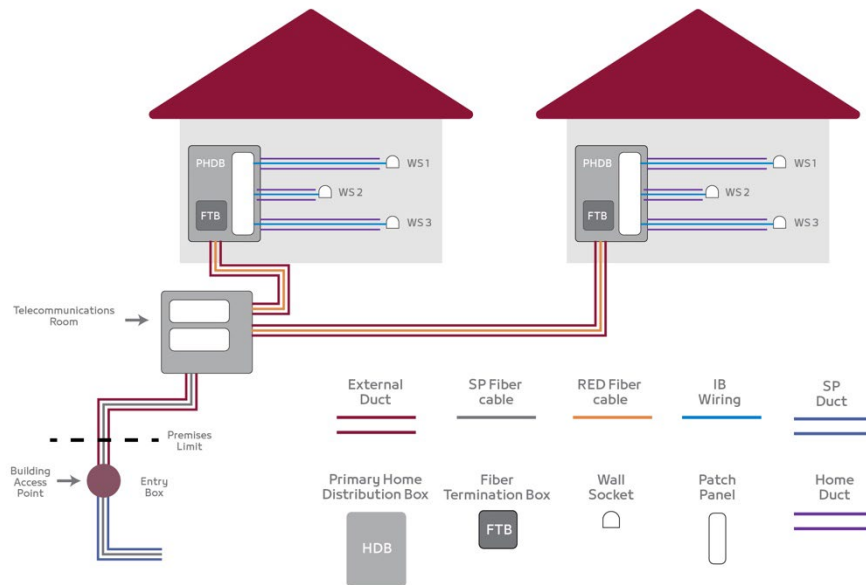 PHDB
WS1
WS2
FTB
WS3
PHDB
WS1
WS2
FTB
WS3
Telecommunications
Room
External
Duct
SP Fiber
cable
RED Fiber
cable
IB
Wiring
SP
Duct
Premises
Limit
Building
Access
Point
Entry
Box
Primary Home
Distribution Box
Fiber
Termination Box
Wall
Socket
Patch
Panel
Home
Duct
HDB
FTB